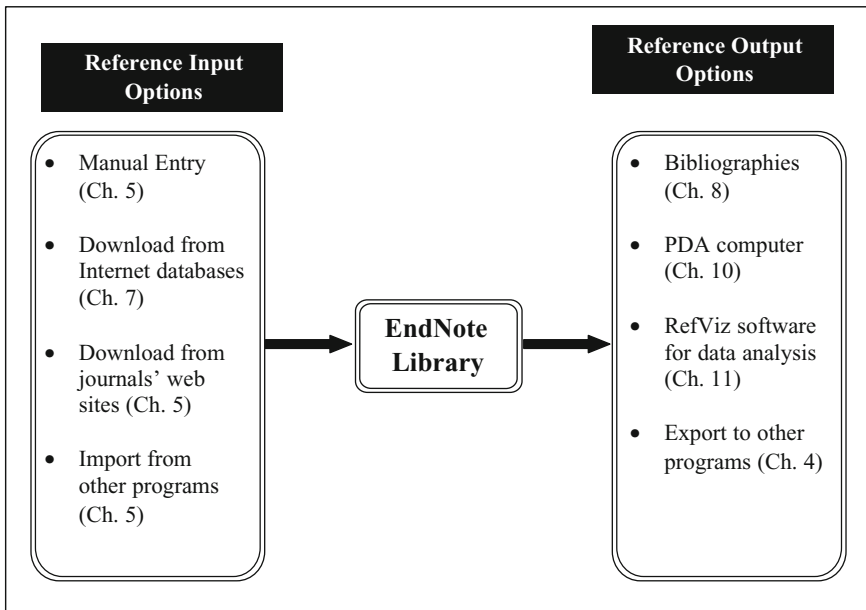 Reference Input
Options
• Manual Entry
(Ch. 5)
• Download from
Internet databases
(Ch. 7)
• Download from
journals’ web
sites (Ch. 5)
• Import from
other programs
(Ch. 5)
EndNote
Library
Reference Output
Options
• Bibliographies
(Ch. 8)
• PDA computer
(Ch. 10)
• RefViz software
for data analysis
(Ch. 11)
• Export to other
programs (Ch. 4)